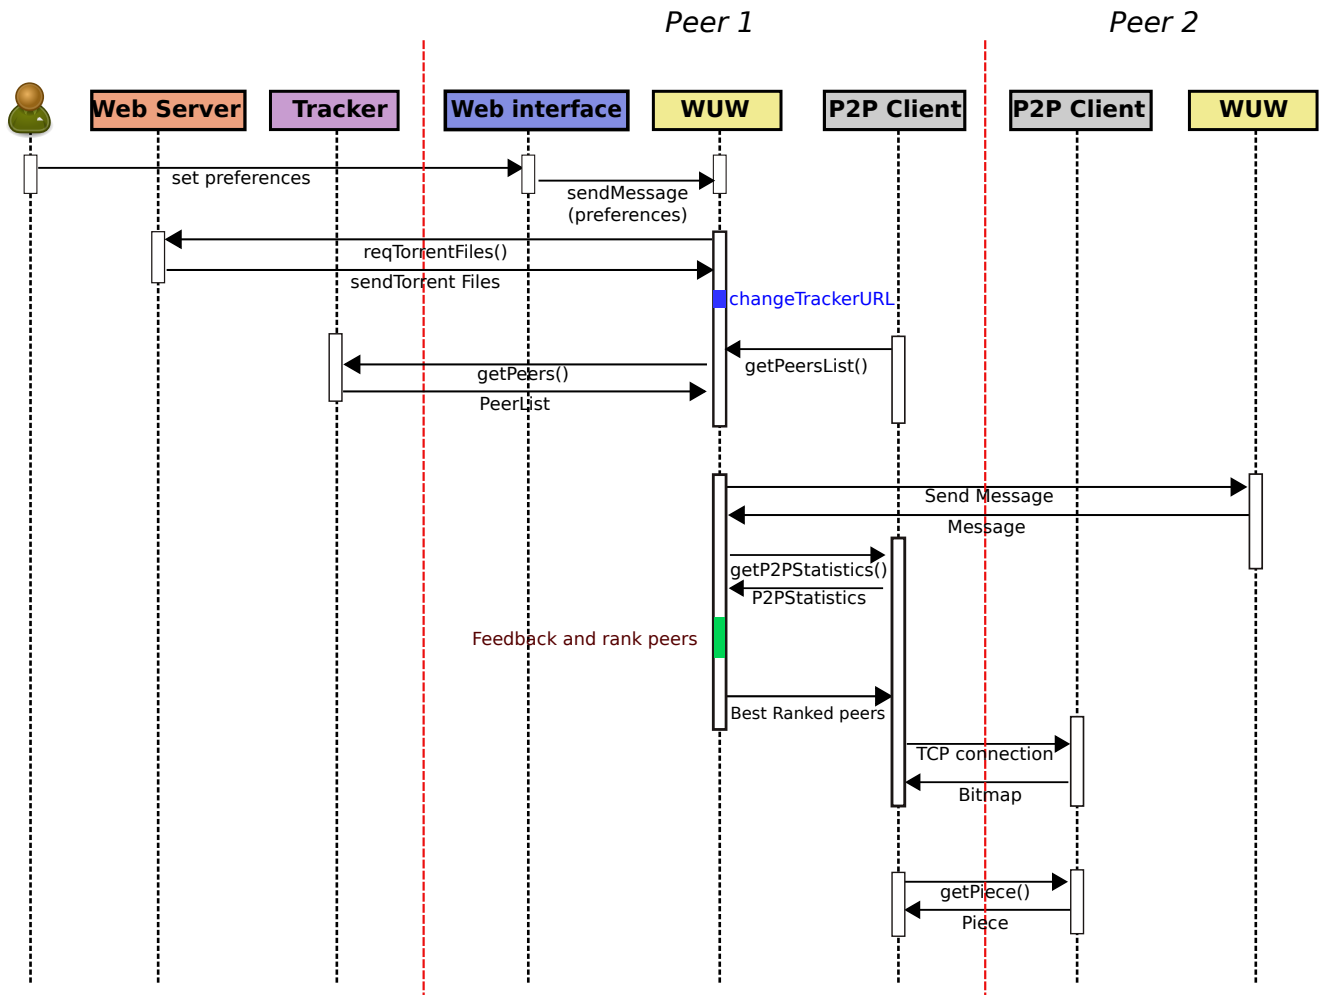 Peer 1
Peer 2
Web Server
Tracker
Web interface
WUW
P2P Client
P2P Client
WUW
set preferences
sendMessage
(preferences)
reqTorrentFiles()
sendTorrent Files
changeTrackerURL
getPeersList()
getPeers()
PeerList
Send Message
Message
getP2PStatistics()
P2PStatistics
Feedback and rank peers
Best Ranked peers
TCP connection
Bitmap
getPiece()
Piece